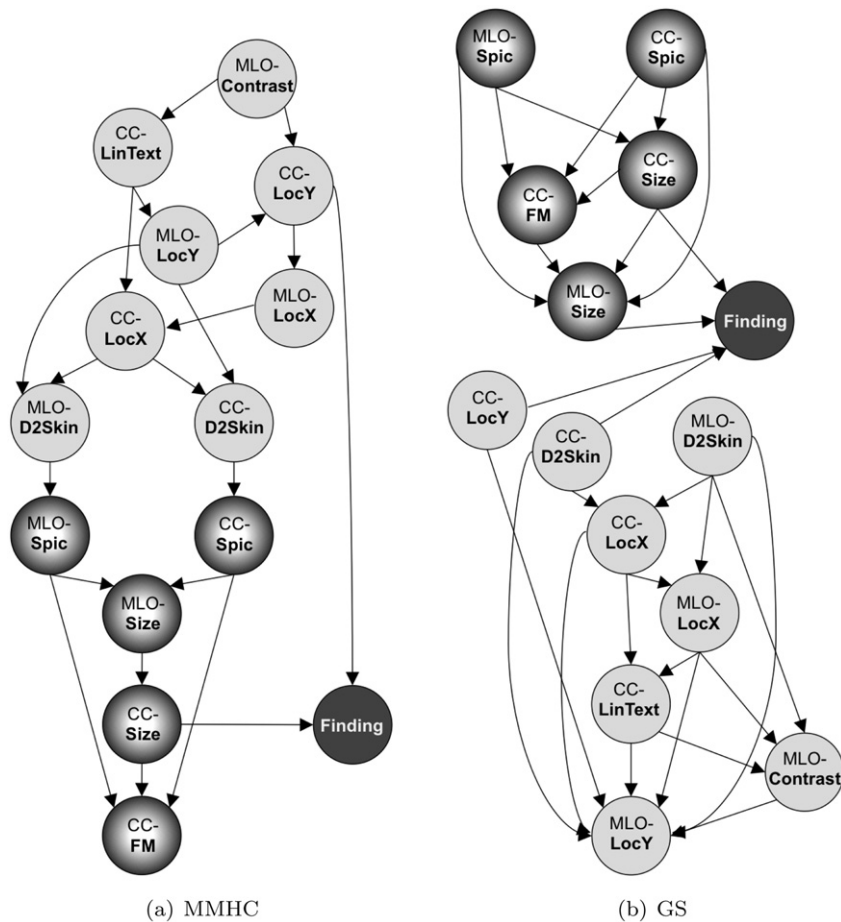 MLO-
Contrast
CC-
LinText
CC-
LocY
MLO-
LocY
MLO-
LocX
CC-
LocX
MLO-
D2Skin
CC-
D2Skin
MLO-
Spic
CC-
Spic
MLO-
Size
CC-
Size
Finding
CC-
FM
(a) MMHC
MLO-
Spic
CC-
Spic
CC-
Size
CC-
FM
MLO-
Size
Finding
CC-
LocY
CC-
D2Skin
MLO-
D2Skin
CC-
LocX
MLO-
LocX
CC-
LinText
MLO-
Contrast
MLO-
LocY
(b) GS